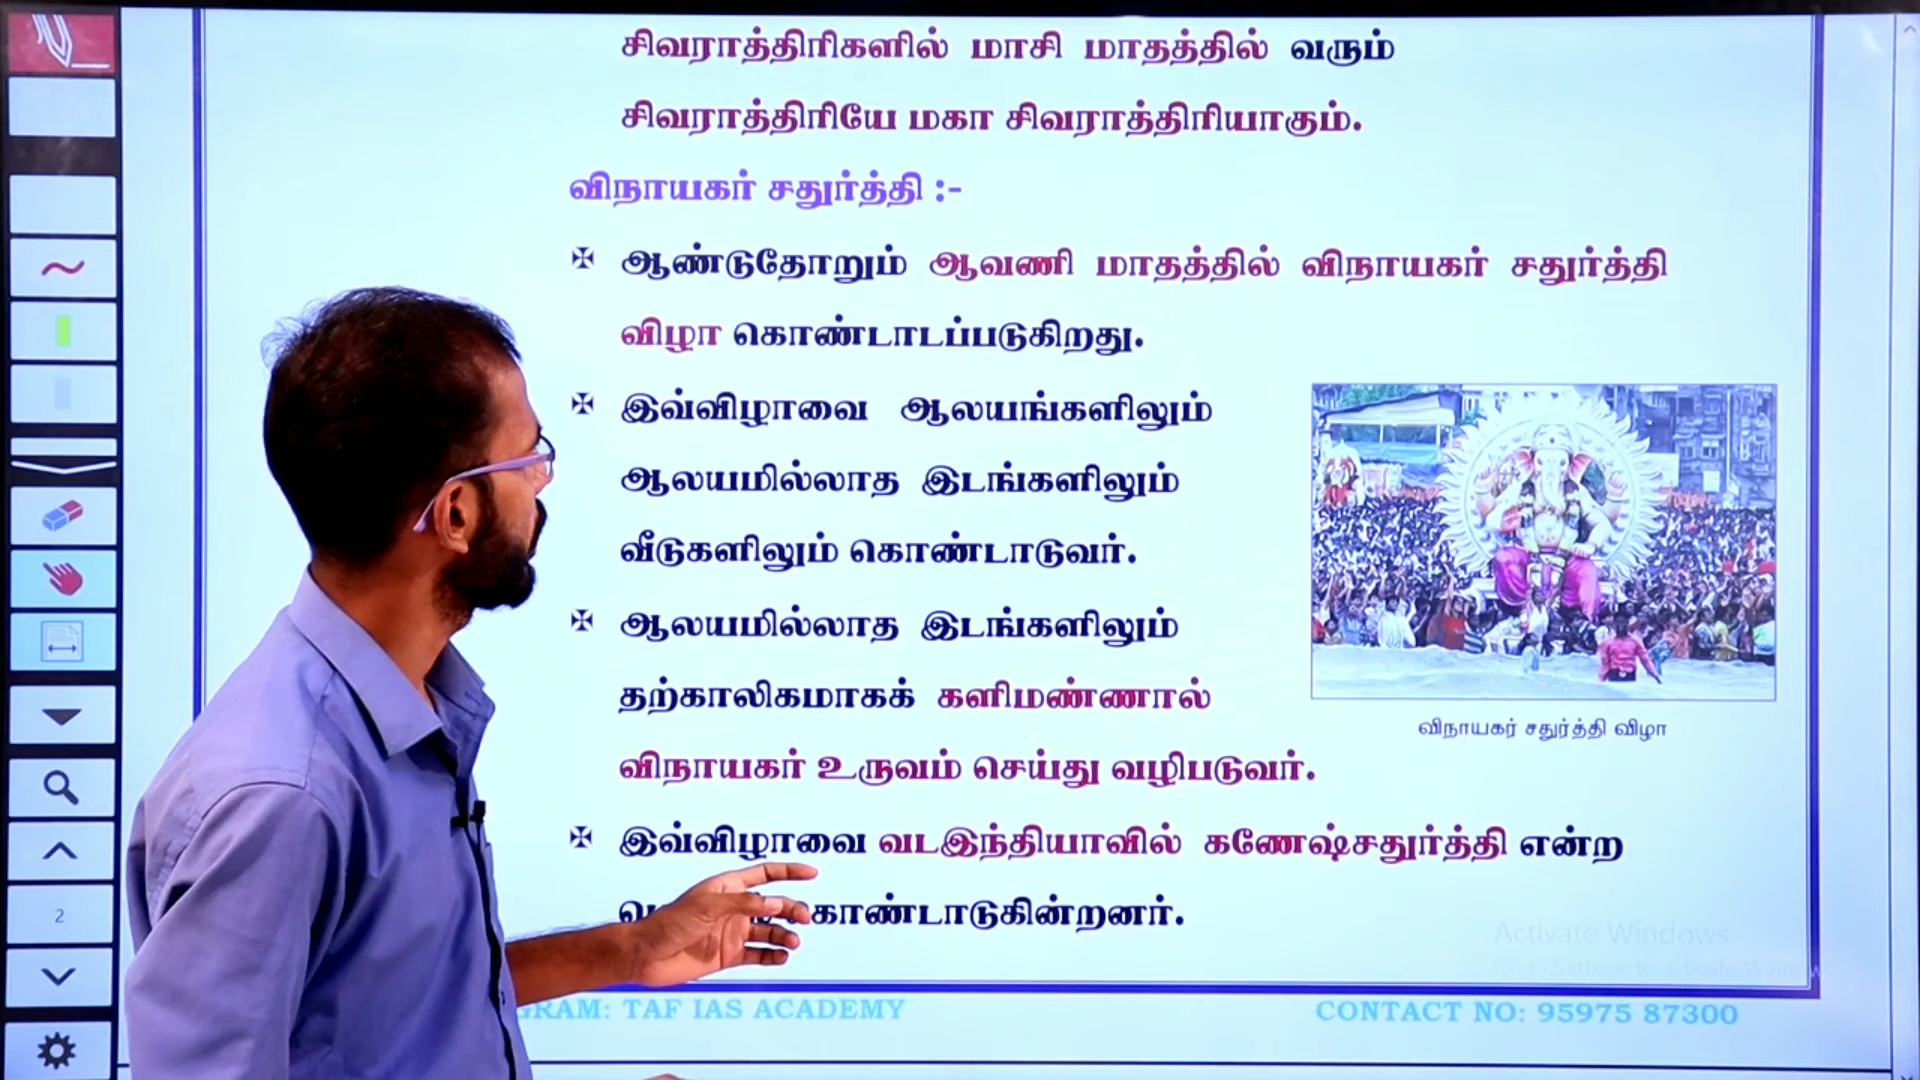 சிவராத்திரிகளில் மாசி மாதத்தில் வரும்
சிவராத்திரியே மகா சிவராத்திரியாகும்.
விநாயகர் சதுர்த்தி :-
✠ ஆண்டுதோறும் ஆவணி மாதத்தில் விநாயகர் சதுர்த்தி
விழா கொண்டாடப்படுகிறது.
✠ இவ்விழாவை ஆலயங்களிலும்
ஆலயமில்லாத இடங்களிலும்
வீடுகளிலும் கொண்டாடுவர்.
✠ ஆலயமில்லாத இடங்களிலும்
தற்காலிகமாகக் களிமண்ணால்
விநாயகர் உருவம் செய்து வழிபடுவர்.
விநாயகர் சதுர்த்தி விழா
✠ இவ்விழாவை வடஇந்தியாவில் கணேஷ்சதுர்த்தி என்ற
கொண்டாடுகின்றனர்.
2
Activate Windows
GRAM: TAF IAS ACADEMY
CONTACT NO: 95975 87300